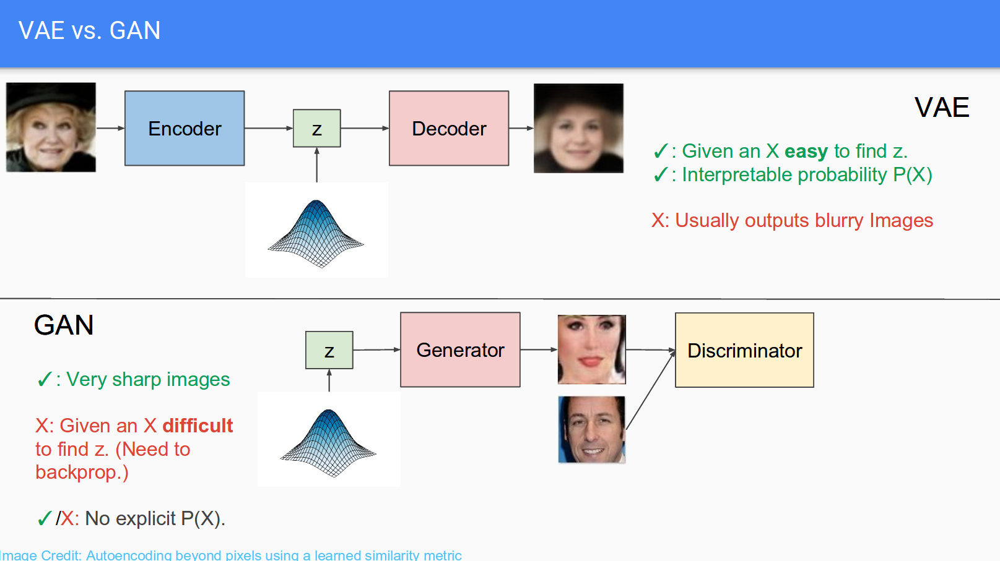 VAE vs. GAN
Encoder
z
Decoder
VAE
✓: Given an X easy to find z.
✓: Interpretable probability P(X)
X: Usually outputs blurry Images
GAN
z
Generator
Discriminator
✓: Very sharp images
X: Given an X difficult
to find z. (Need to
backprop.)
✓/X: No explicit P(X).
Image Credit: Autoencoding beyond pixels using a learned similarity metric